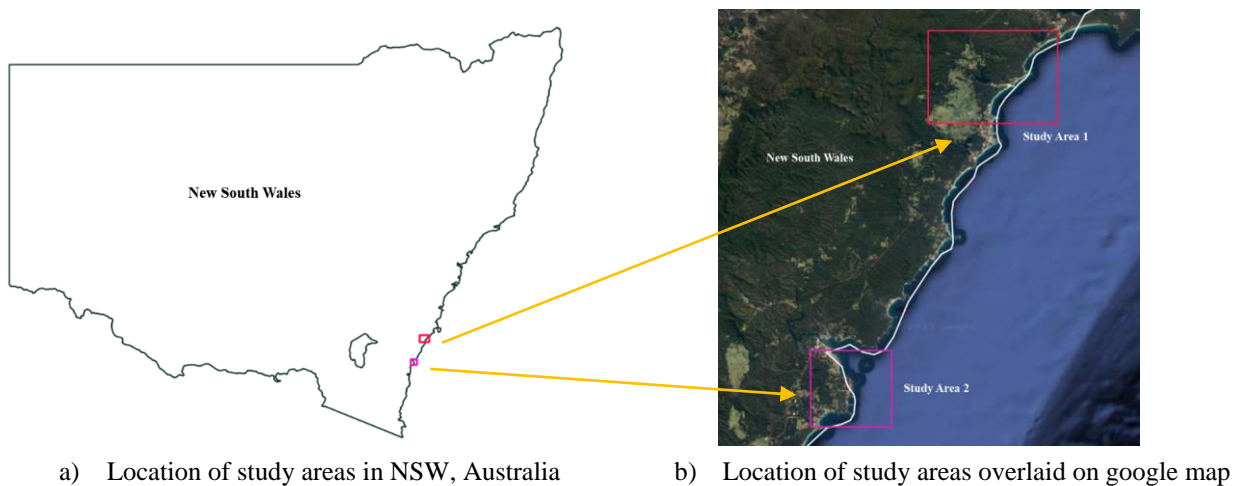 New South Wales
Study Area 1
New South Wales
Study Area 2
a) Location of study areas in NSW, Australia
b) Location of study areas overlaid on google map